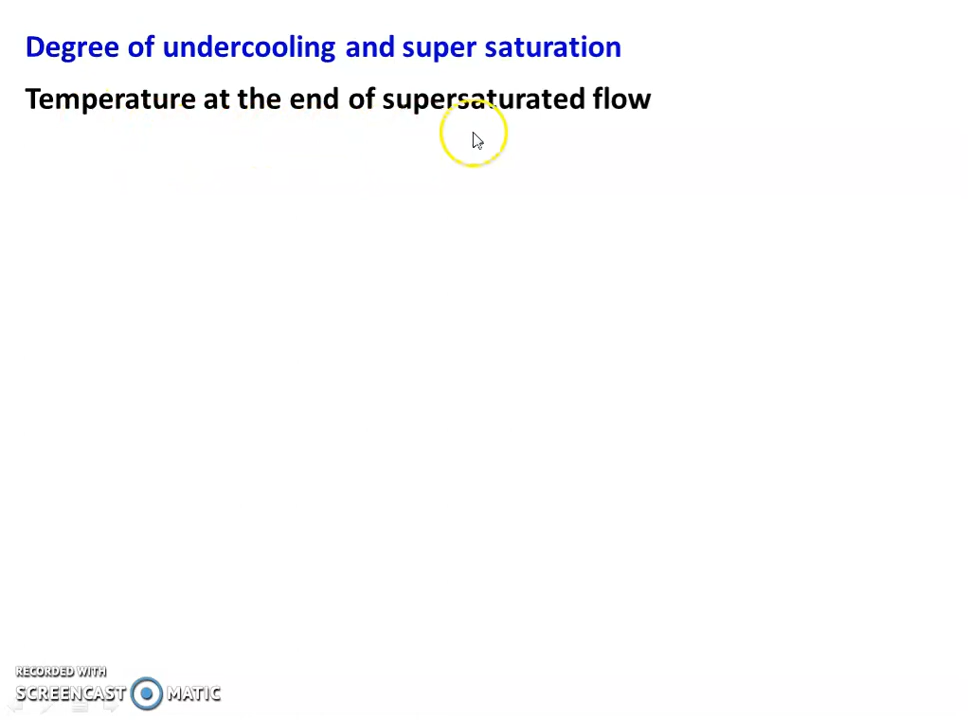 Degree of undercooling and super saturation
Temperature at the end of supersaturated flow
RECORDED WITH
SCREENCAST MATIC